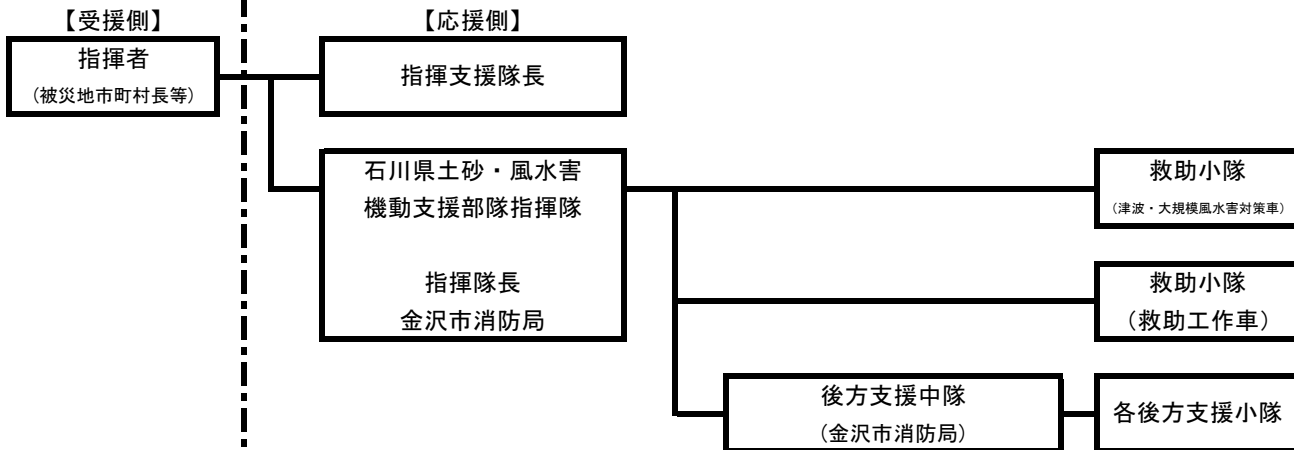 【受援側】
【応援側】
指揮者
(被災地市町村長等)
指揮支援隊長
石川県土砂・風水害
機動支援部隊指揮隊
指揮隊長
金沢市消防局
救助小隊
(津波・大規模風水害対策車)
救助小隊
(救助工作車)
後方支援中隊
(金沢市消防局)
各後方支援小隊